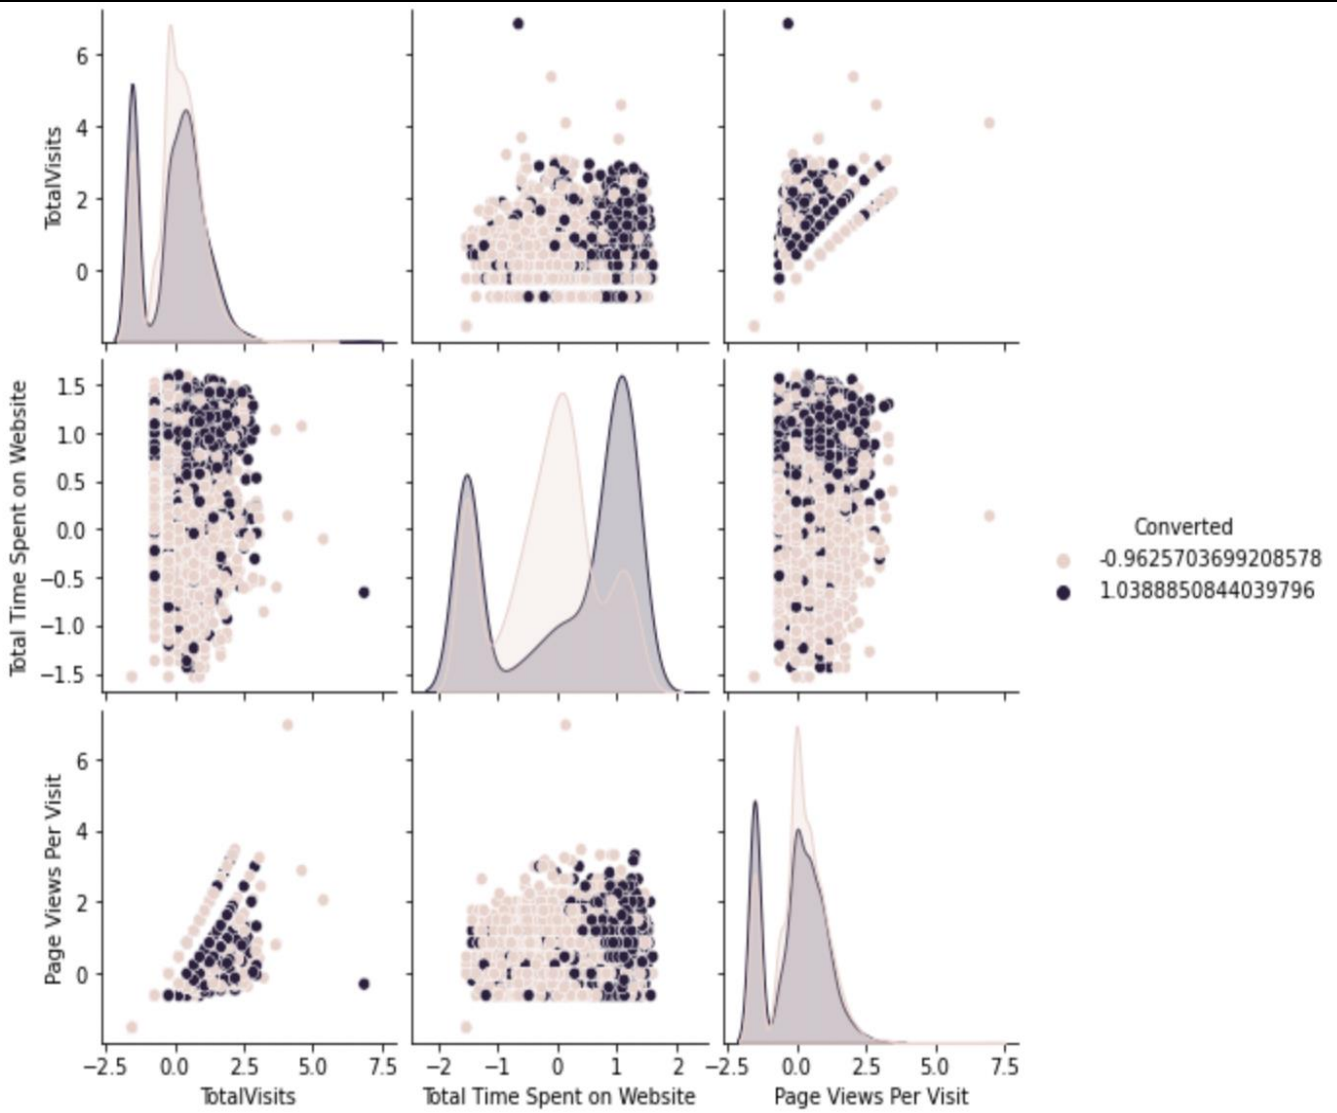 6
4
2
0
TotalVisits
1.5
1.0
0.5
0.0
−0.5
−1.0
−1.5
Total Time Spent on Website
Converted
-0.9625703699208578
1.0388850844039796
6
4
2
0
Page Views Per Visit
−2.5 0.0 2.5 5.0 7.5
TotalVisits
−2 −1 0 1 2
Total Time Spent on Website
−2.5 0.0 2.5 5.0 7.5
Page Views Per Visit